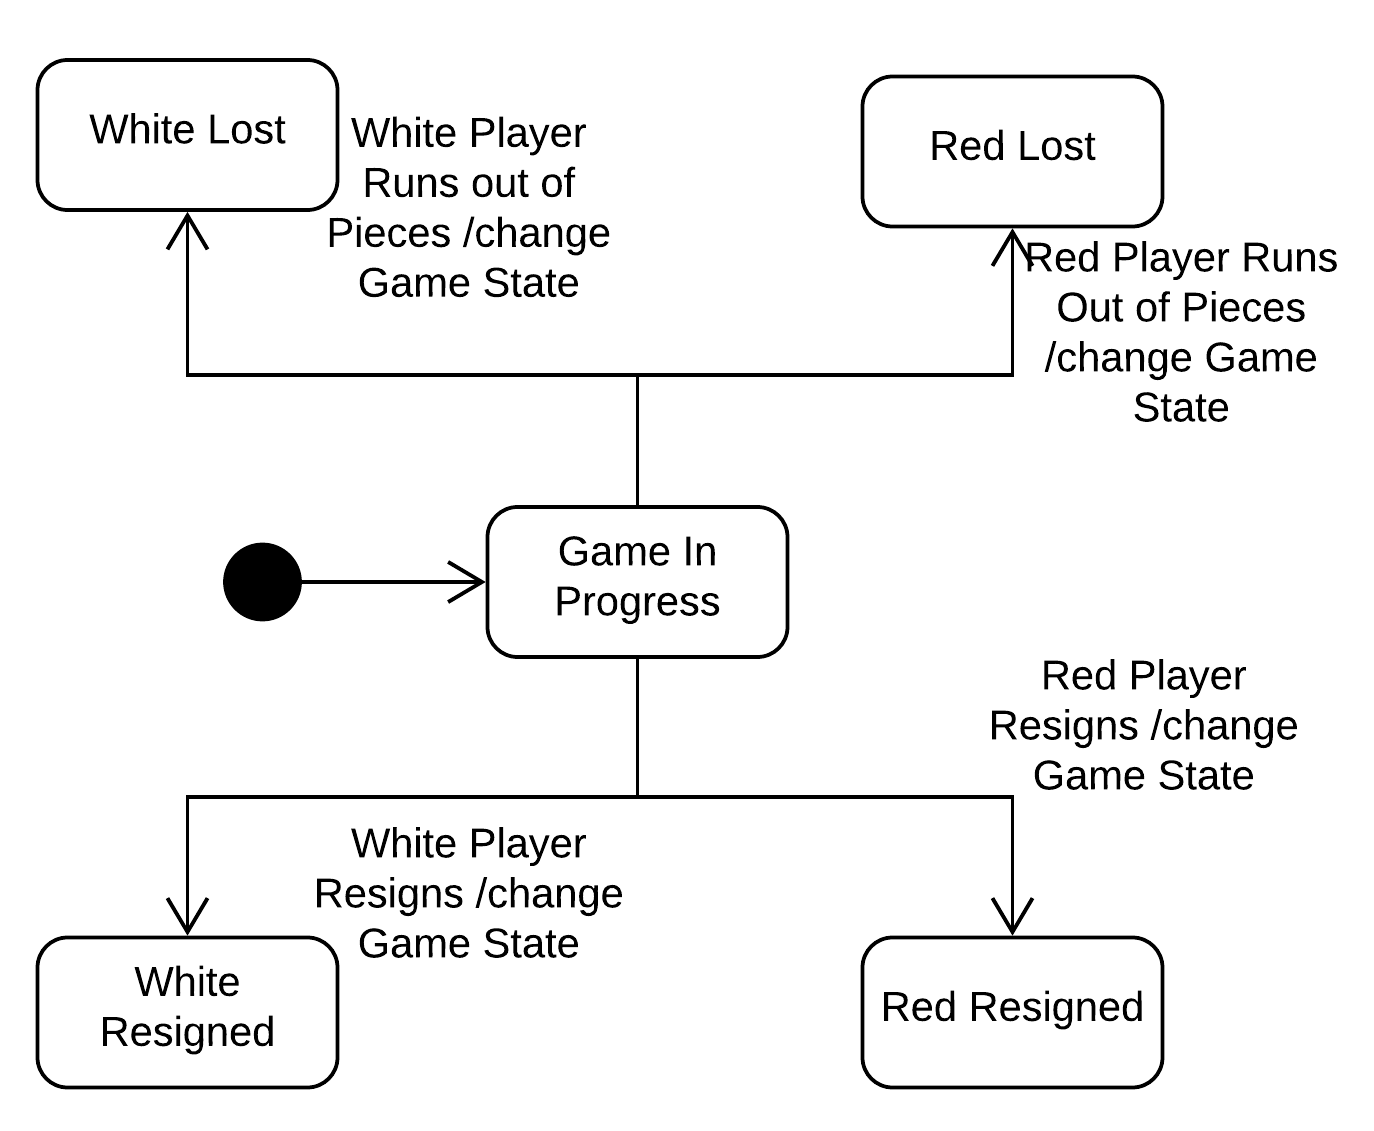 White Lost
White Player
Runs out of
Pieces /change
Game State
Red Lost
Red Player Runs
Out of Pieces
/change Game
State
Game In
Progress
Red Player
Resigns /change
Game State
White Player
Resigns /change
Game State
White
Resigned
Red Resigned